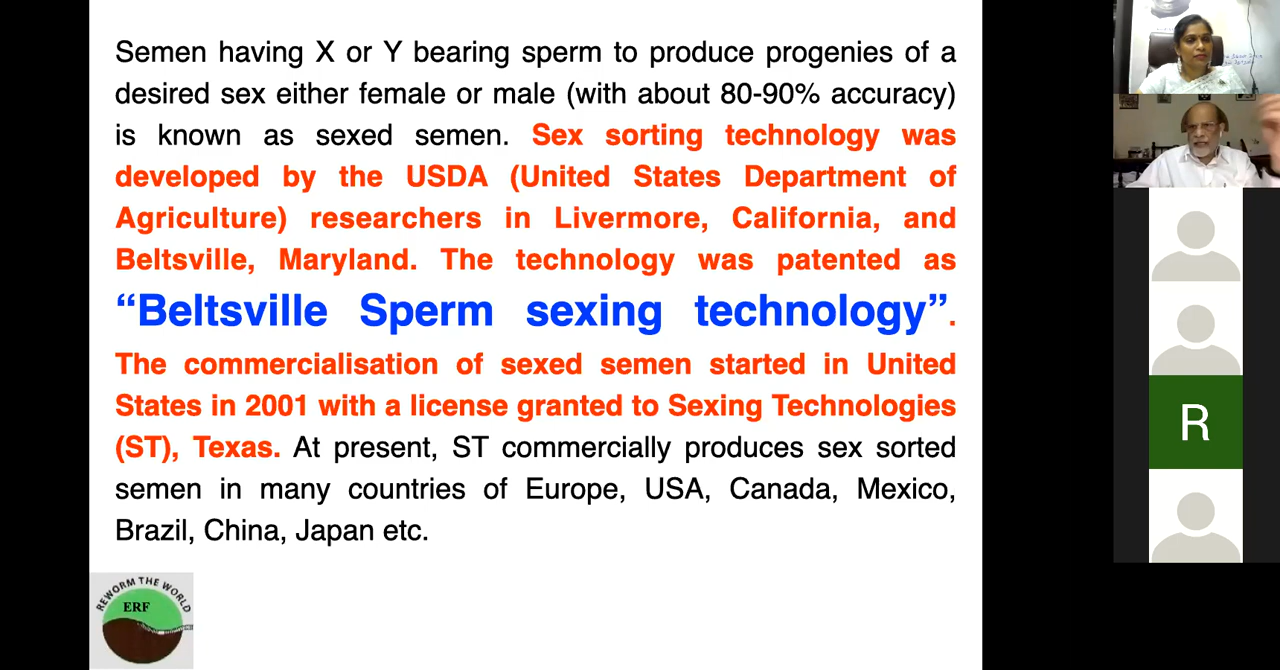 Semen having X or Y bearing sperm to produce progenies of a
desired sex either female or male (with about 80-90% accuracy)
is known as sexed semen. Sex sorting technology was
developed by the USDA (United States Department of
Agriculture) researchers in Livermore, California, and
Beltsville, Maryland. The technology was patented as
“Beltsville Sperm sexing technology”.
The commercialisation of sexed semen started in United
States in 2001 with a license granted to Sexing Technologies
(ST), Texas. At present, ST commercially produces sex sorted
semen in many countries of Europe, USA, Canada, Mexico,
Brazil, China, Japan etc.
REWORM THE WORLD
ERF
R